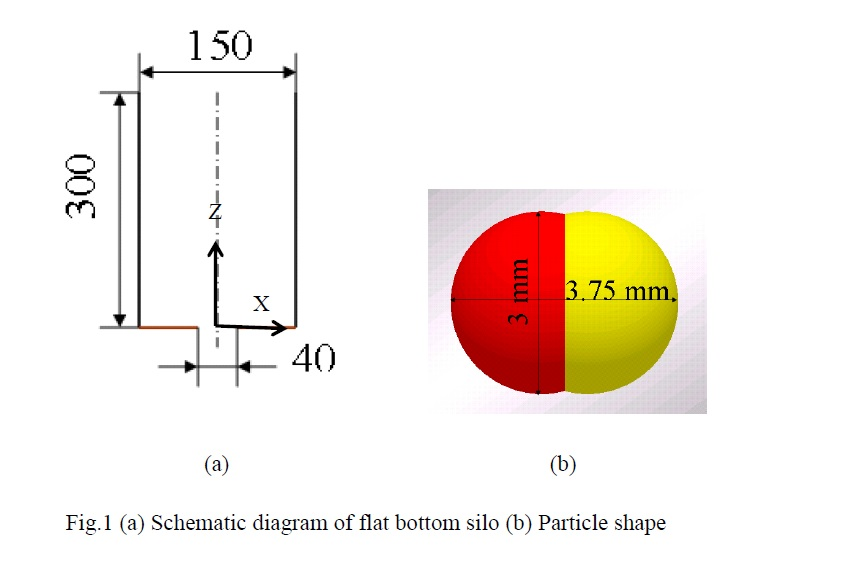 150
300
Z
X
40
3 mm
3.75 mm
(a)
(b)
Fig.1 (a) Schematic diagram of flat bottom silo (b) Particle shape